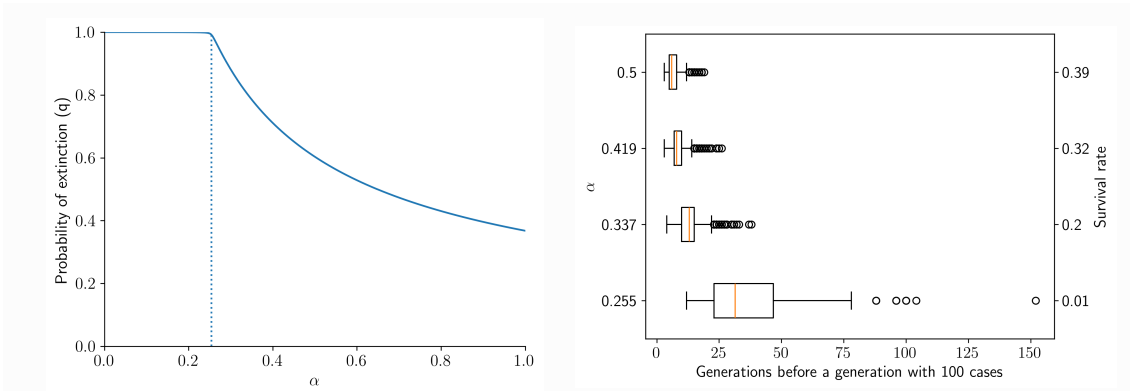 1.0
0.8
0.6
0.4
0.2
0.0
Probability of extinction (q)
0.0 0.2 0.4 0.6 0.8 1.0
α
0.5
0.419
0.337
0.255
α
0.39
0.32
0.2
0.01
Survival rate
0 25 50 75 100 125 150
Generations before a generation with 100 cases